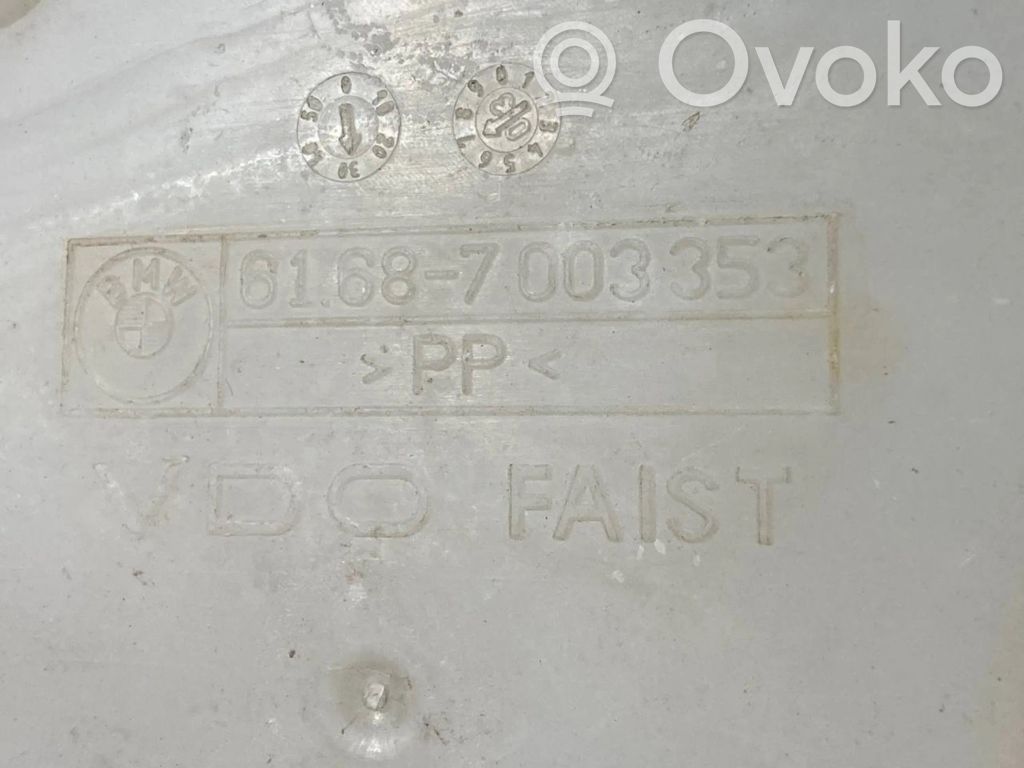 Ovoko
BMW
61.68-7 003 353
>PP<
VDO FAIST